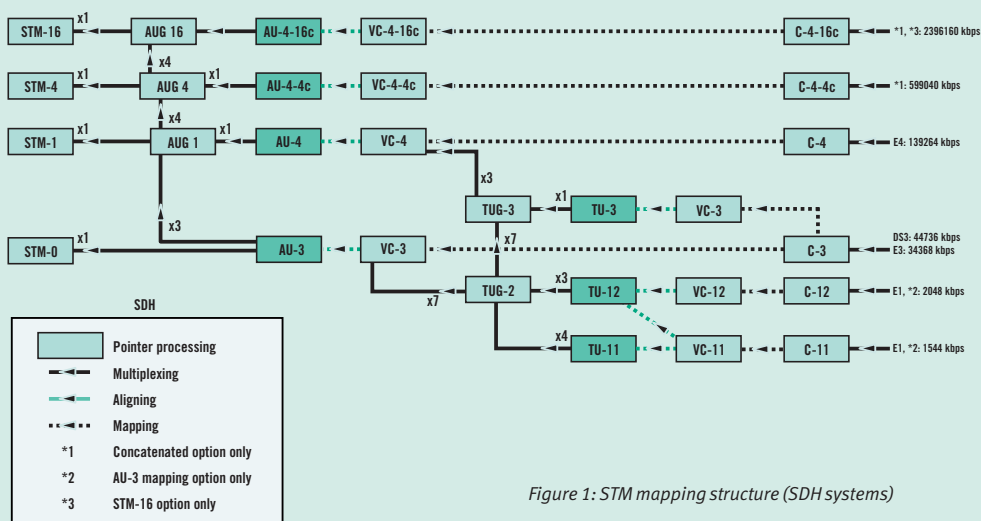 x1
STM-16
AUG 16
AU-4-16c
VC-4-16c
C-4-16c
*1, *3: 2396160 kbps
x4
x1
x1
STM-4
AUG 4
AU-4-4c
VC-4-4c
C-4-4c
*1: 599040 kbps
x4
x1
x1
STM-1
AUG 1
AU-4
VC-4
C-4
E4: 139264 kbps
x3
x1
TUG-3
TU-3
VC-3
x3
x1
x7
STM-0
AU-3
VC-3
C-3
DS3: 44736 kbps
E3: 34368 kbps
x7
x3
TUG-2
TU-12
VC-12
C-12
E1, *2: 2048 kbps
x4
TU-11
VC-11
C-11
E1, *2: 1544 kbps
SDH
Pointer processing
Multiplexing
Aligning
Mapping
*1 Concatenated option only
*2 AU-3 mapping option only
*3 STM-16 option only
Figure 1: STM mapping structure (SDH systems)